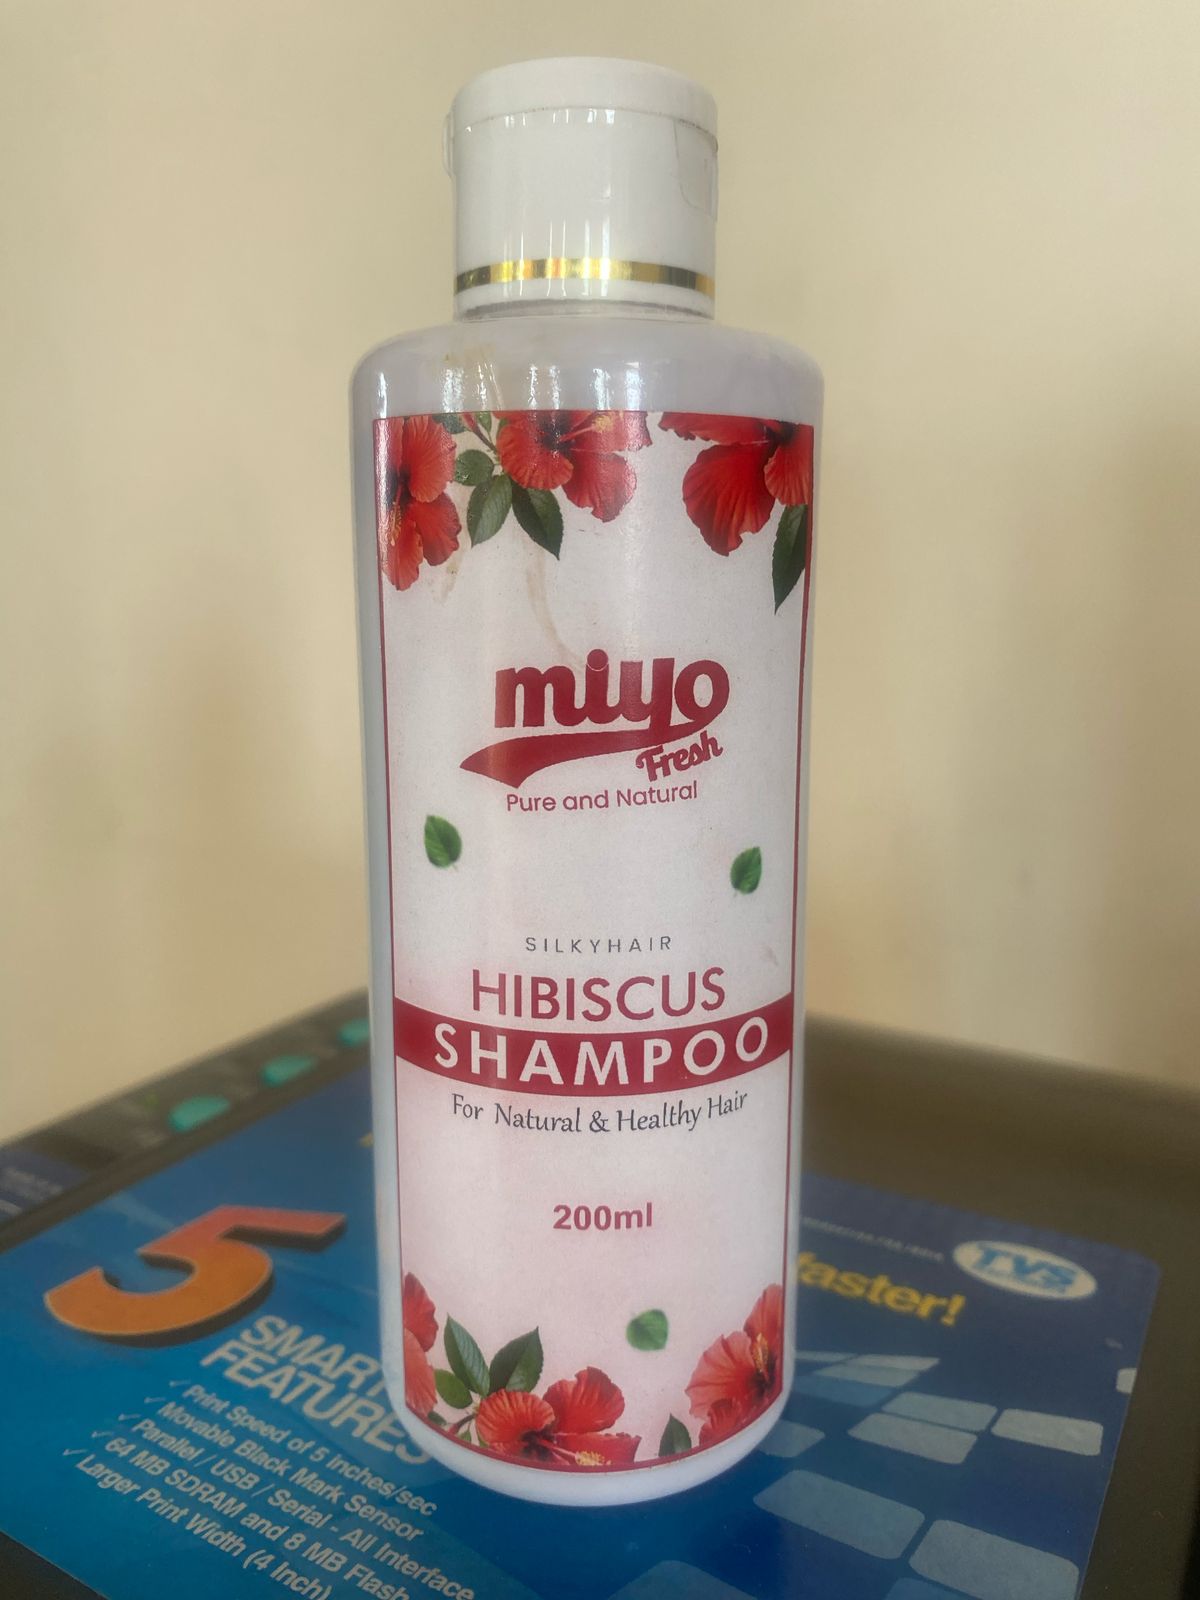 miyo
Fresh
Pure and Natural
SILKYHAIR
HIBISCUS
SHAMPOO
For Natural & Healthy Hair
200ml
5
SMART
FEATURES
✓ Print Speed of 5 inches/sec
✓ Movable Black Mark Sensor
✓ Parallel / USB / Serial - All Interface
✓ 64 MB SDRAM and 8 MB Flash
✓ Larger Print Width (4 Inch)
faster!
TVS